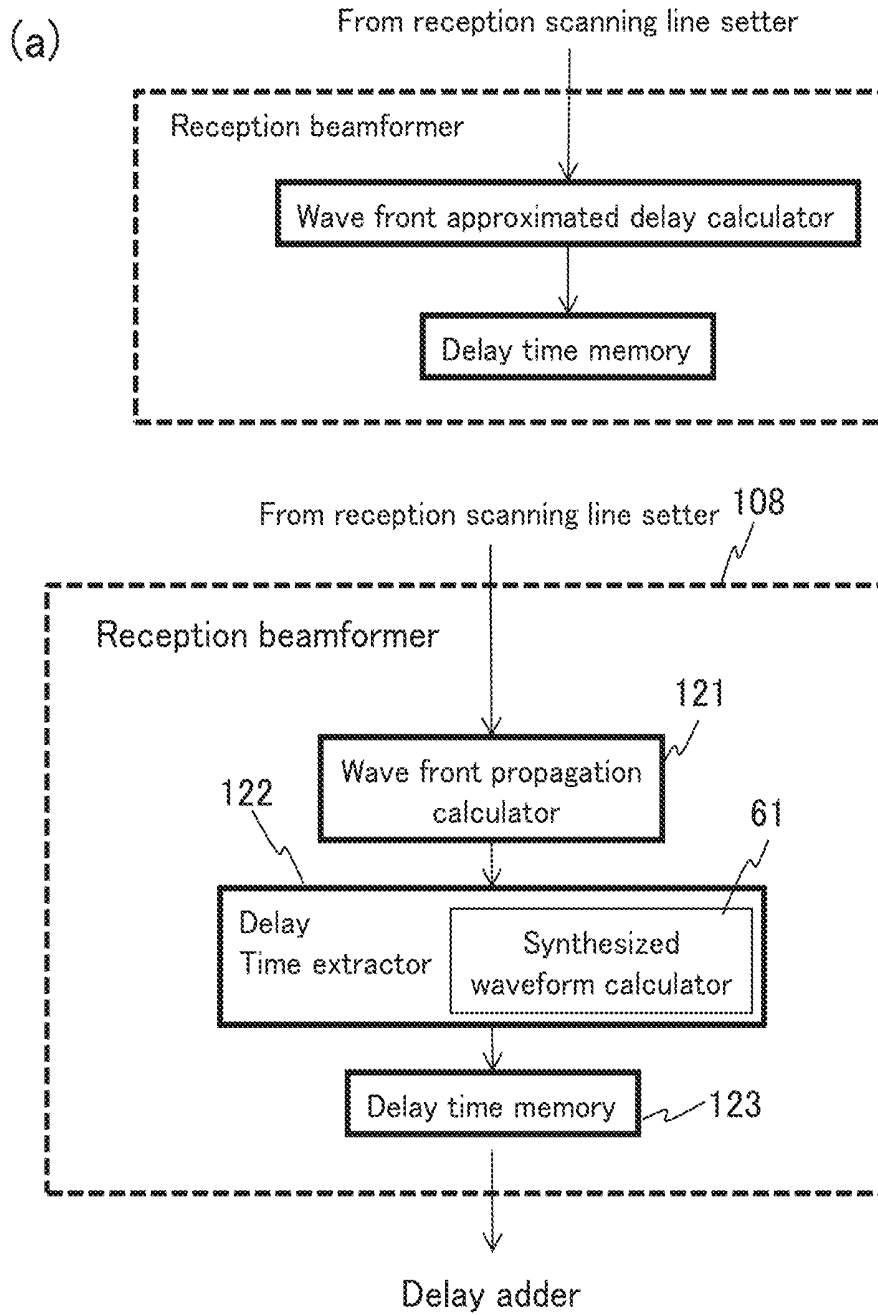 (a)
From reception scanning line setter
Reception beamformer
Wave front approximated delay calculator
Delay time memory
From reception scanning line setter
108
Reception beamformer
121
Wave front propagation
calculator
122
61
Delay
Time extractor
Synthesized
waveform calculator
Delay time memory
123
Delay adder